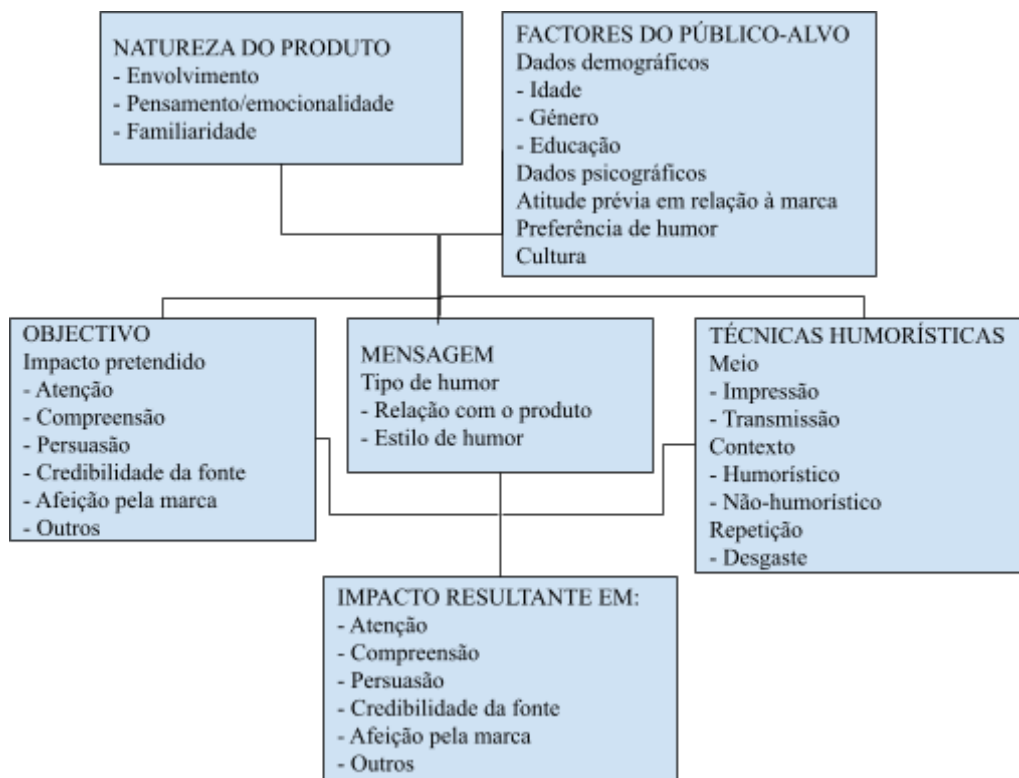 NATUREZA DO PRODUTO
- Envolvimento
- Pensamento/emocionalidade
- Familiaridade
FACTORES DO PÚBLICO-ALVO
Dados demográficos
- Idade
- Género
- Educação
Dados psicográficos
Atitude prévia em relação à marca
Preferência de humor
Cultura
OBJECTIVO
Impacto pretendido
- Atenção
- Compreensão
- Persuasão
- Credibilidade da fonte
- Afeição pela marca
- Outros
MENSAGEM
Tipo de humor
- Relação com o produto
- Estilo de humor
TÉCNICAS HUMORÍSTICAS
Meio
- Impressão
- Transmissão
Contexto
- Humorístico
- Não-humorístico
Repetição
- Desgaste
IMPACTO RESULTANTE EM:
- Atenção
- Compreensão
- Persuasão
- Credibilidade da fonte
- Afeição pela marca
- Outros